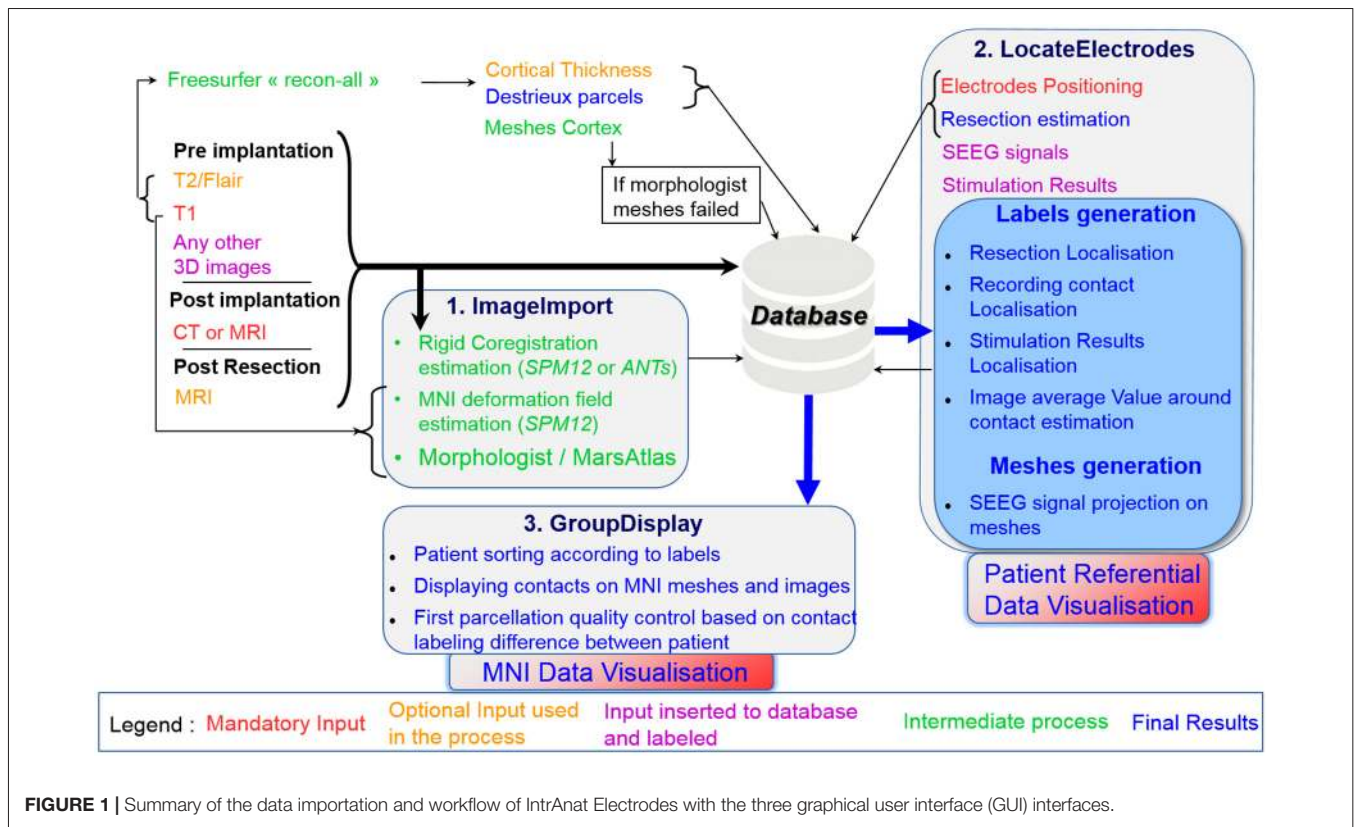 Freesurfer « recon-all »
Cortical Thickness
Destrieux parcels
Meshes Cortex
If morphologist
meshes failed
Pre implantation
T2/Flair
T1
Any other
3D images
Post implantation
CT or MRI
Post Resection
MRI
1. ImageImport
• Rigid Coregistration
estimation (SPM12 or ANTs)
• MNI deformation field
estimation (SPM12)
• Morphologist / MarsAtlas
Database
2. LocateElectrodes
Electrodes Positioning
Resection estimation
SEEG signals
Stimulation Results
Labels generation
• Resection Localisation
• Recording contact
Localisation
• Stimulation Results
Localisation
• Image average Value around
contact estimation
Meshes generation
• SEEG signal projection on
meshes
Patient Referential
Data Visualisation
3. GroupDisplay
• Patient sorting according to labels
• Displaying contacts on MNI meshes and images
• First parcellation quality control based on contact
labeling difference between patient
MNI Data Visualisation
Legend :
Mandatory Input
Optional Input used
in the process
Input inserted to database
and labeled
Intermediate process
Final Results
FIGURE 1 | Summary of the data importation and workflow of IntrAnat Electrodes with the three graphical user interface (GUI) interfaces.